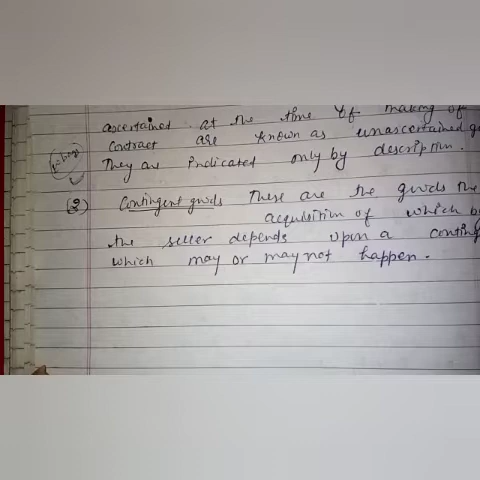 ascertained at the time of making of
Contract are known as unascertained go
They are indicated only by description.
(2) Contingent goods These are the goods the
acquisition of which b
the seller depends upon a conting
which may or may not happen.